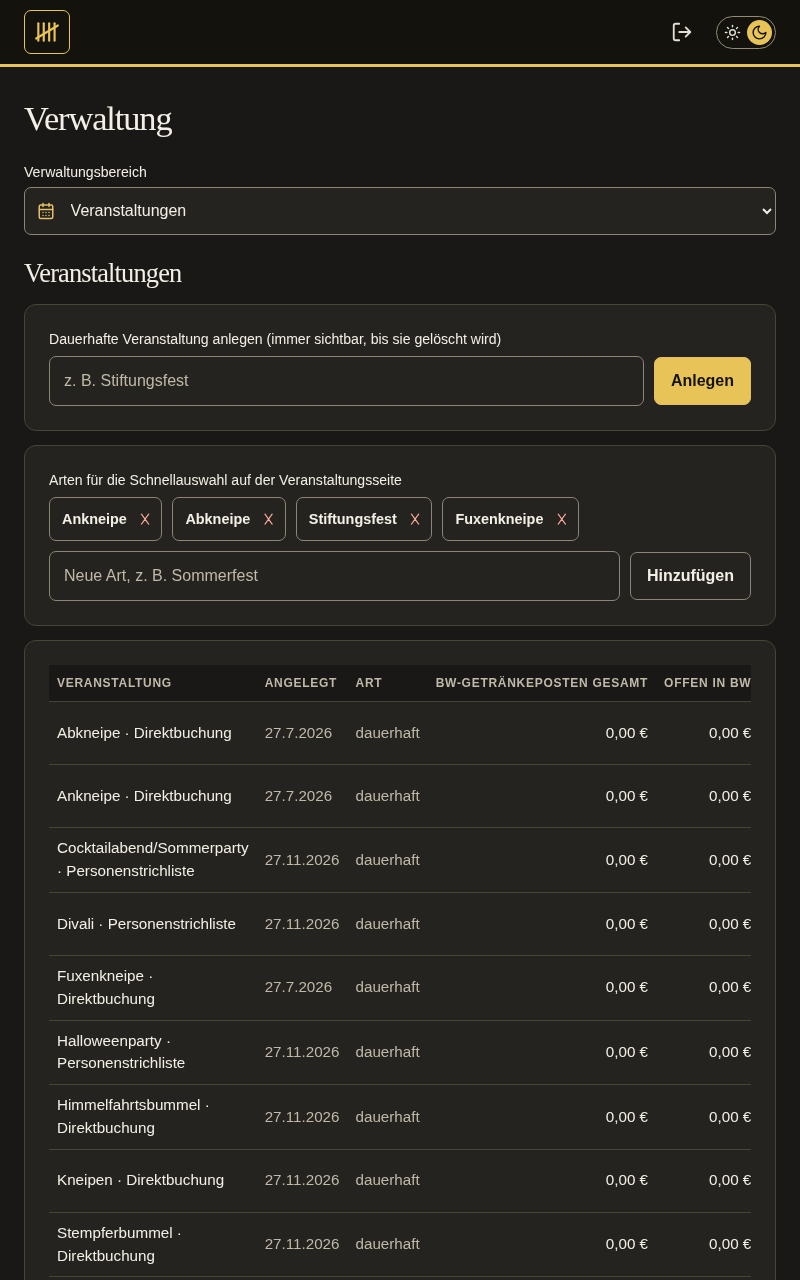 Verwaltung
Verwaltungsbereich
Veranstaltungen
Veranstaltungen
Dauerhafte Veranstaltung anlegen (immer sichtbar, bis sie gelöscht wird)
z. B. Stiftungsfest
Anlegen
Arten für die Schnellauswahl auf der Veranstaltungsseite
Ankneipe
Abkneipe
Stiftungsfest
Fuxenkneipe
Neue Art, z. B. Sommerfest
Hinzufügen
VERANSTALTUNG ANGELEGT ART BW-GETRÄNKEPOSTEN GESAMT OFFEN IN BW
Abkneipe · Direktbuchung 27.7.2026 dauerhaft 0,00 € 0,00 €
Ankneipe · Direktbuchung 27.7.2026 dauerhaft 0,00 € 0,00 €
Cocktailabend/Sommerparty
· Personenstrichliste 27.11.2026 dauerhaft 0,00 € 0,00 €
Divali · Personenstrichliste 27.11.2026 dauerhaft 0,00 € 0,00 €
Fuxenkneipe ·
Direktbuchung 27.7.2026 dauerhaft 0,00 € 0,00 €
Halloweenparty ·
Personenstrichliste 27.11.2026 dauerhaft 0,00 € 0,00 €
Himmelfahrtsbummel ·
Direktbuchung 27.11.2026 dauerhaft 0,00 € 0,00 €
Kneipen · Direktbuchung 27.11.2026 dauerhaft 0,00 € 0,00 €
Stempferbummel ·
Direktbuchung 27.11.2026 dauerhaft 0,00 € 0,00 €